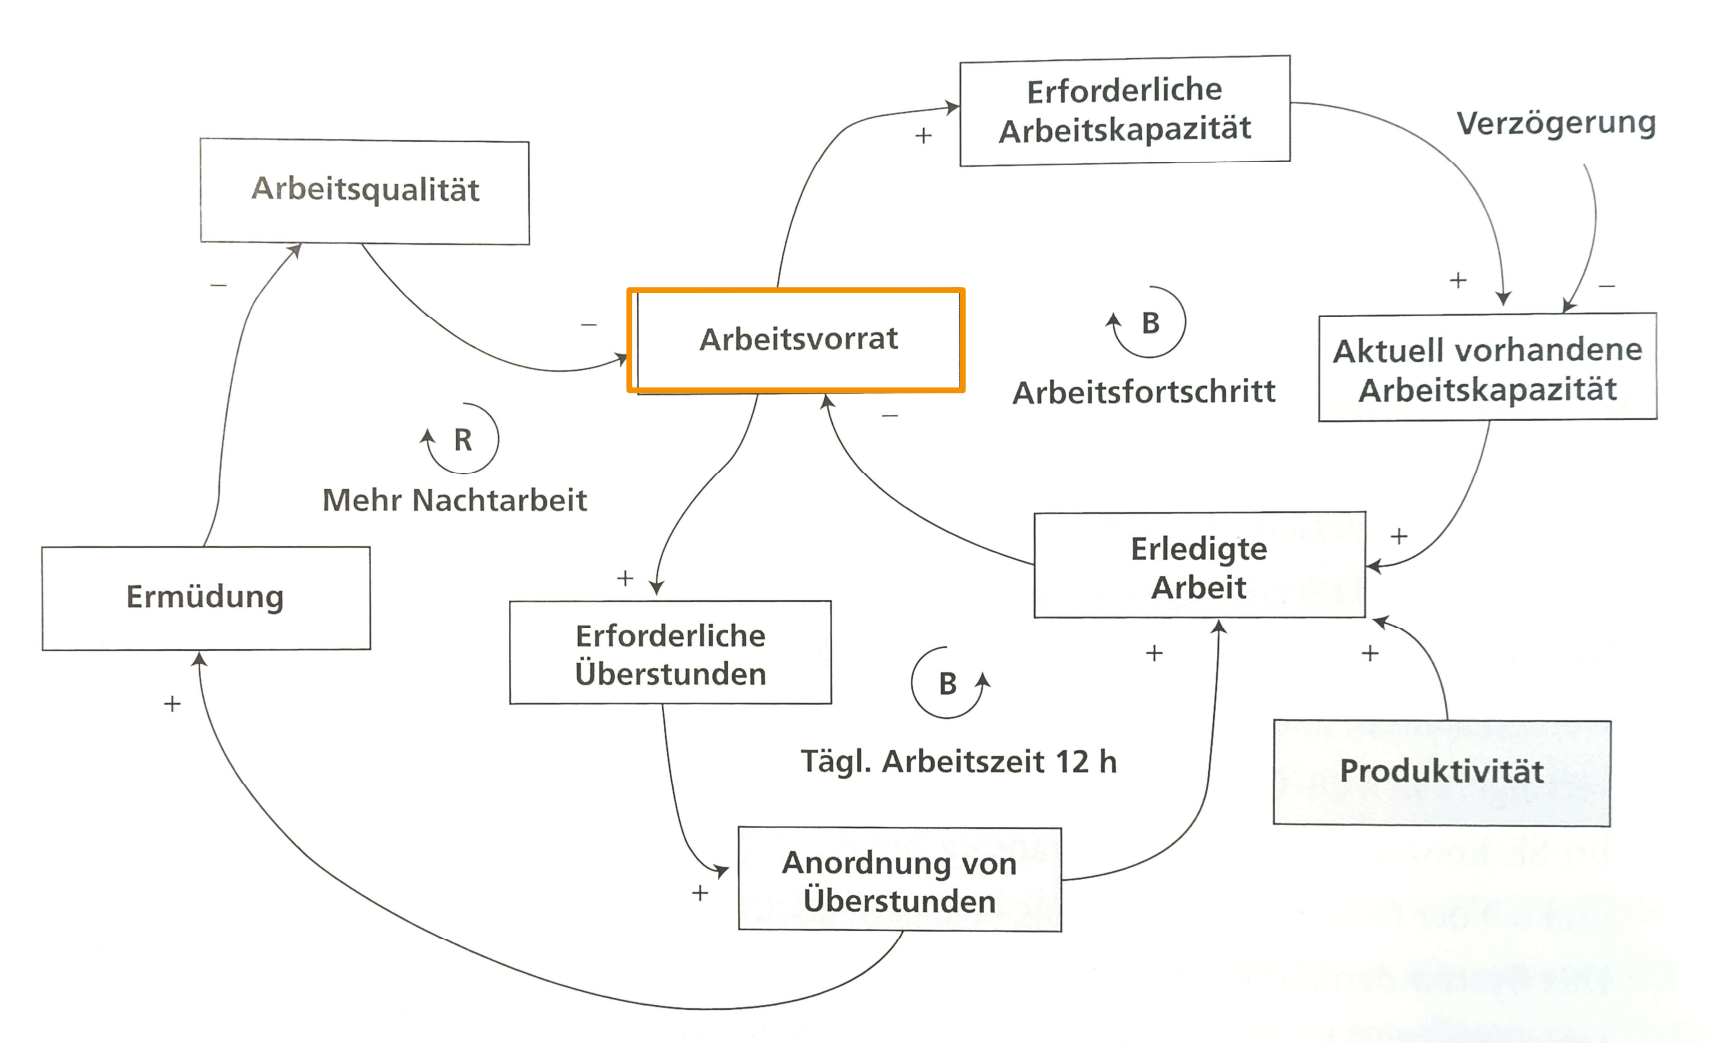 Erforderliche
Arbeitskapazität
Verzögerung
Arbeitsqualität
+
–
+
–
–
Arbeitsvorrat
B
Arbeitsfortschritt
Aktuell vorhandene
Arbeitskapazität
–
R
Mehr Nachtarbeit
+
Erledigte
Arbeit
Ermüdung
+
Erforderliche
Überstunden
+
+
+
B
Tägl. Arbeitszeit 12 h
Produktivität
+
Anordnung von
Überstunden